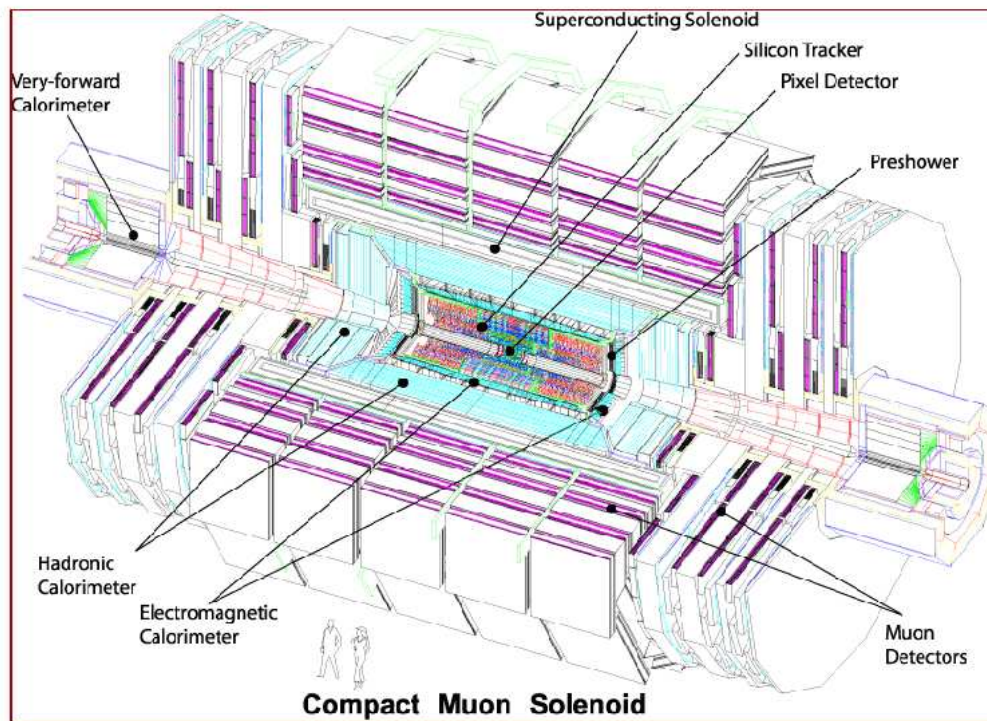 Superconducting Solenoid
Silicon Tracker
Pixel Detector
Very-forward
Calorimeter
Preshower
Hadronic
Calorimeter
Electromagnetic
Calorimeter
Muon
Detectors
Compact Muon Solenoid